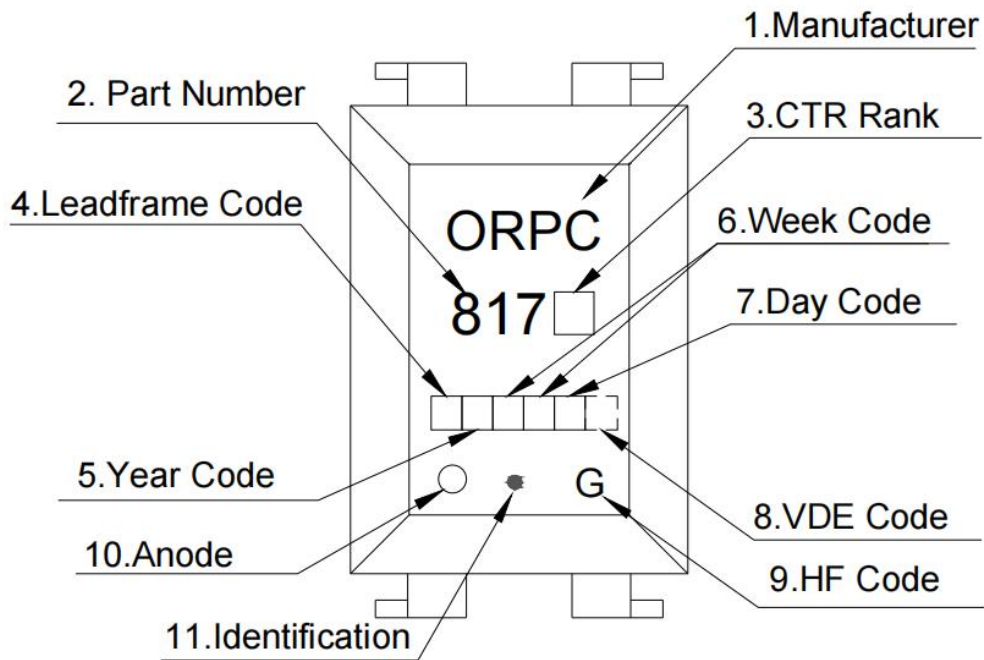 1.Manufacturer
2. Part Number
3.CTR Rank
4.Leadframe Code
ORPC
6.Week Code
817
7.Day Code
5.Year Code
G
8.VDE Code
10.Anode
9.HF Code
11.Identification